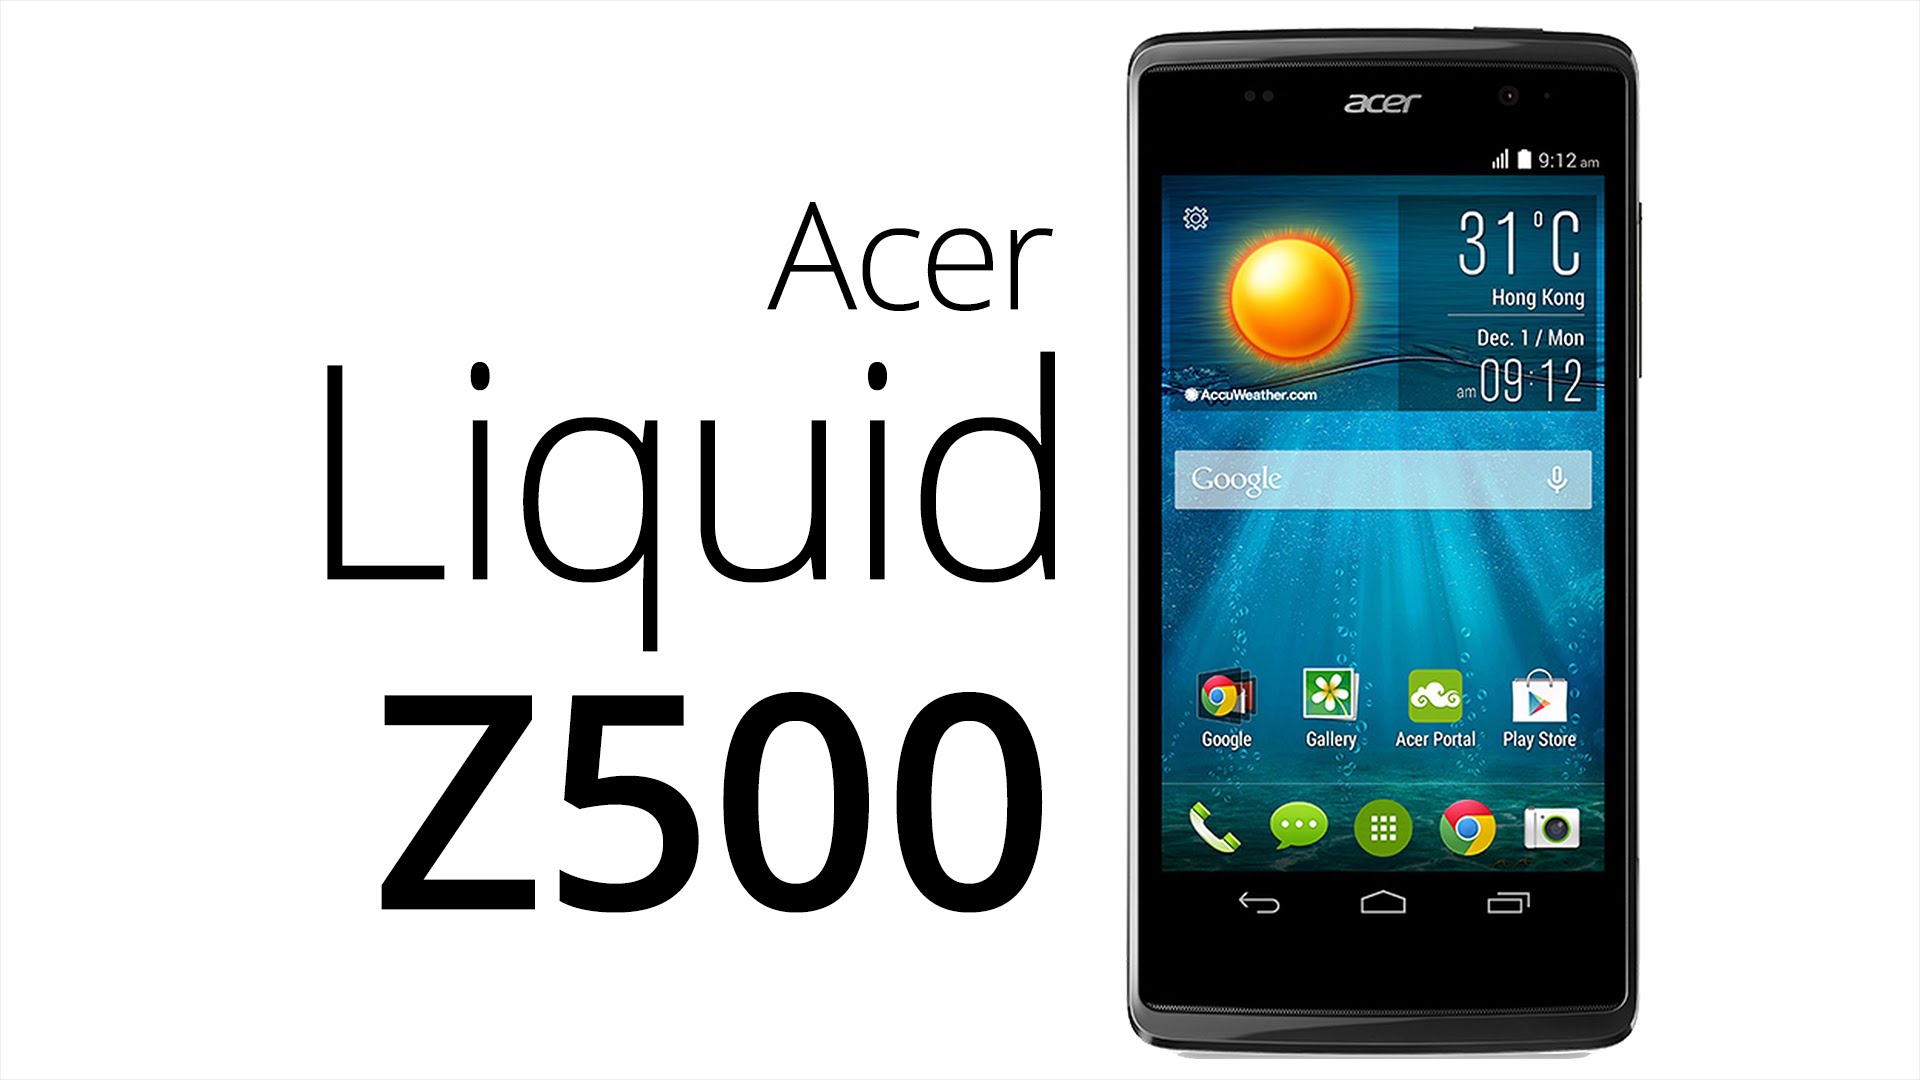 Acer
Liquid
Z500
acer
9:12 am
31°C
Hong Kong
Dec. 1 / Mon
am 09:12
AccuWeather.com
Google
Google Gallery Acer Portal Play Store